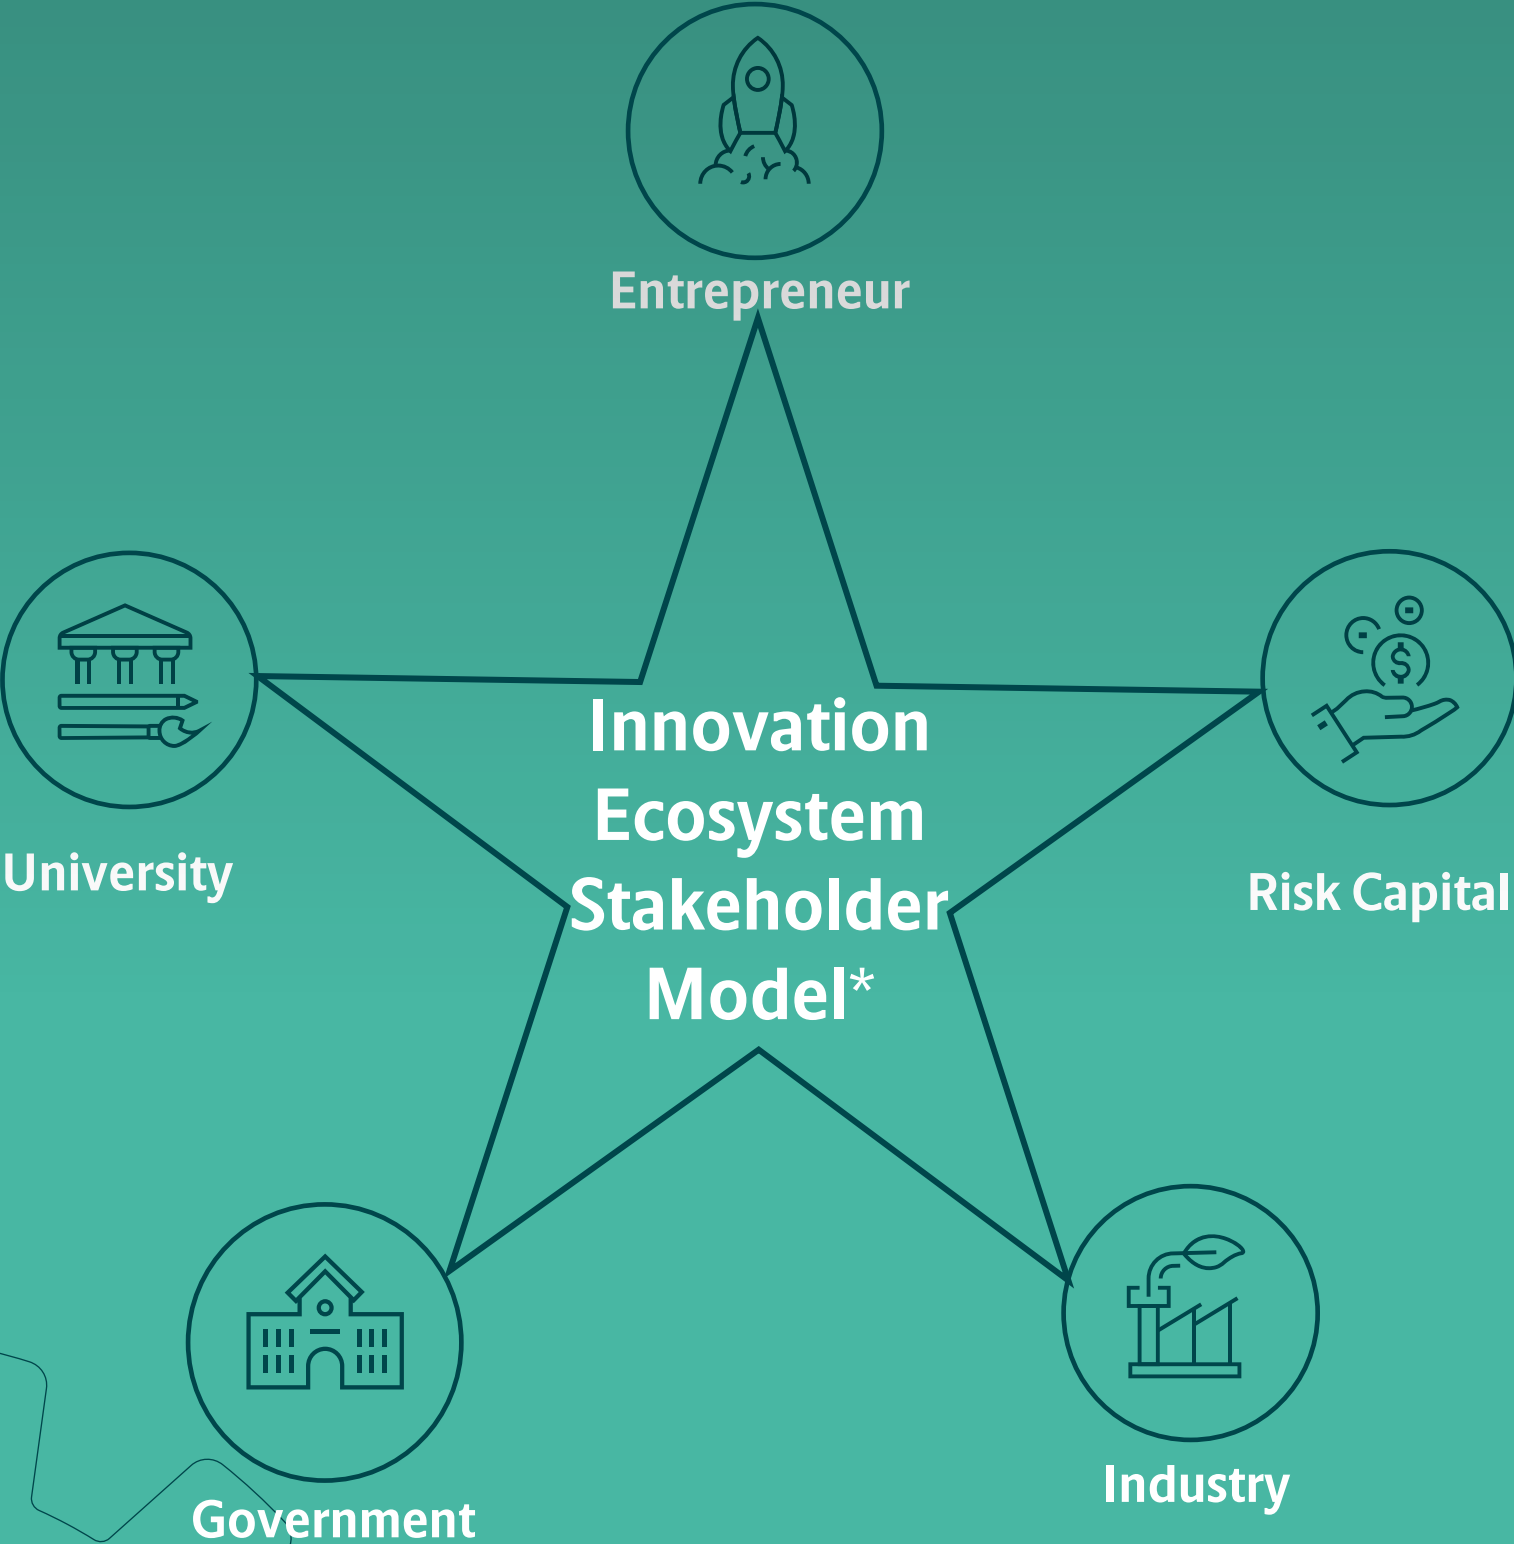 Entrepreneur
Innovation
Ecosystem
Stakeholder
Model*
University
Risk Capital
Industry
Government